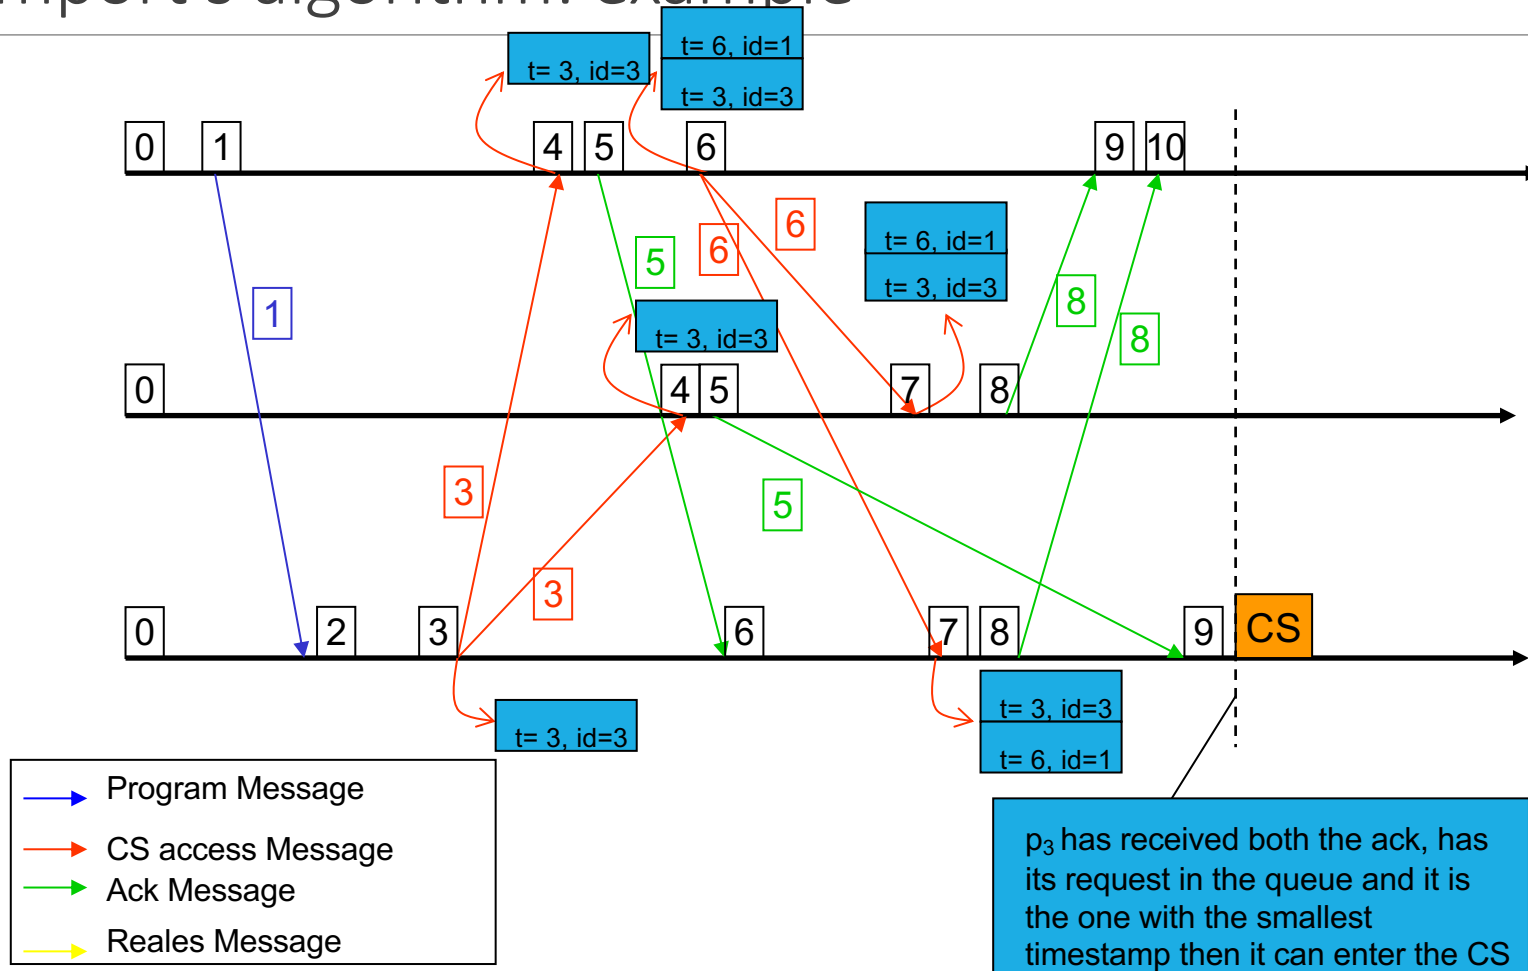 algorithm: example
t= 6, id=1
t= 3, id=3
t= 3, id=3
0 1 4 5 6 9 10
6
6
t= 6, id=1
t= 3, id=3
5
1
8
8
t= 3, id=3
0 4 5 7 8
3
5
3
0 2 3 6 7 8 9 CS
t= 3, id=3
t= 3, id=3
t= 6, id=1
Program Message
CS access Message
Ack Message
Reales Message
p3 has received both the ack, has
its request in the queue and it is
the one with the smallest
timestamp then it can enter the CS